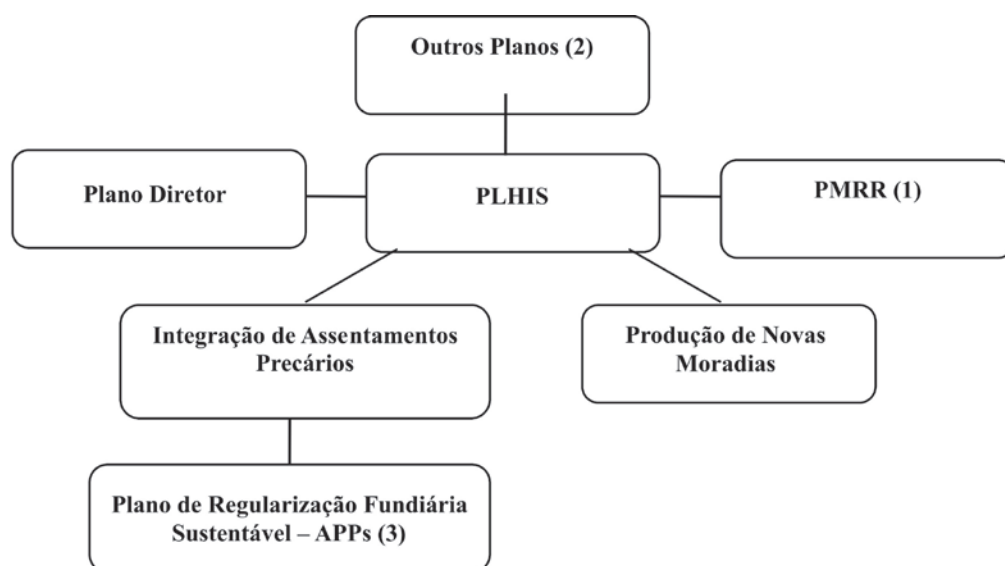 Outros Planos (2)
Plano Diretor
PLHIS
PMRR (1)
Integração de Assentamentos
Precários
Produção de Novas
Moradias
Plano de Regularização Fundiária
Sustentável – APPs (3)